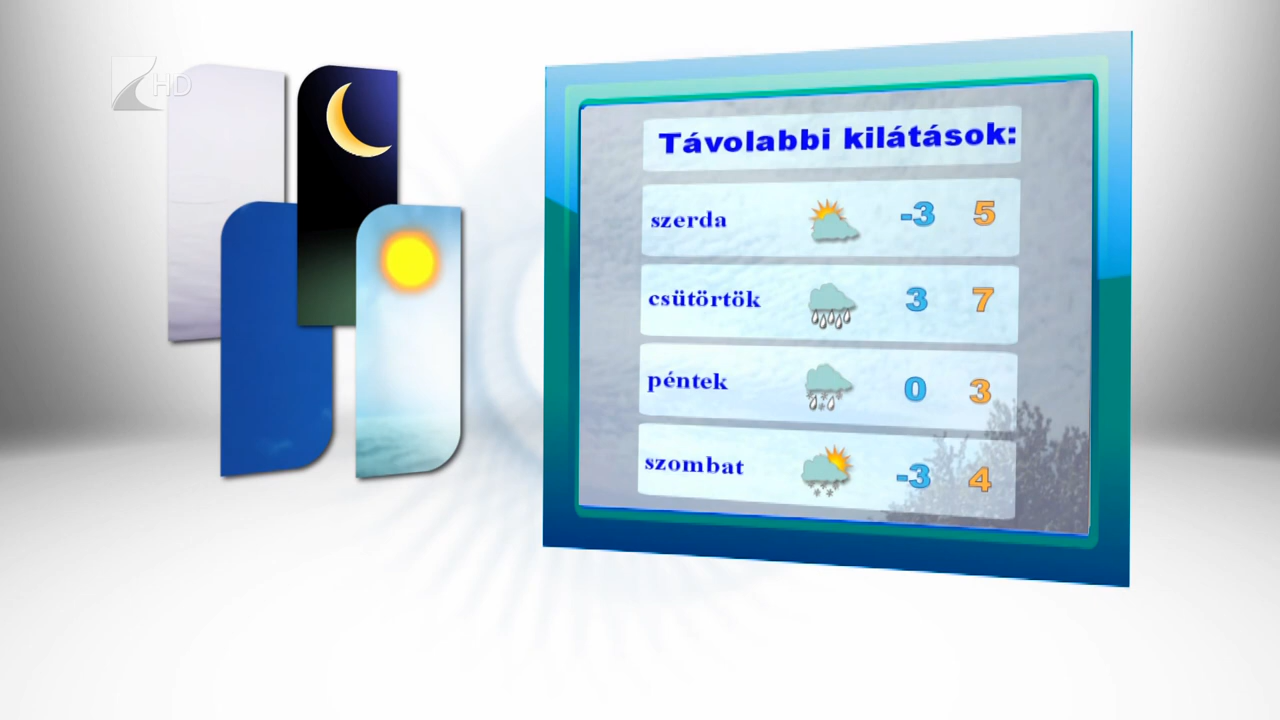 HD
Távolabbi kilátások:
szerda -3 5
csütörtök 3 7
péntek 0 3
szombat -3 4